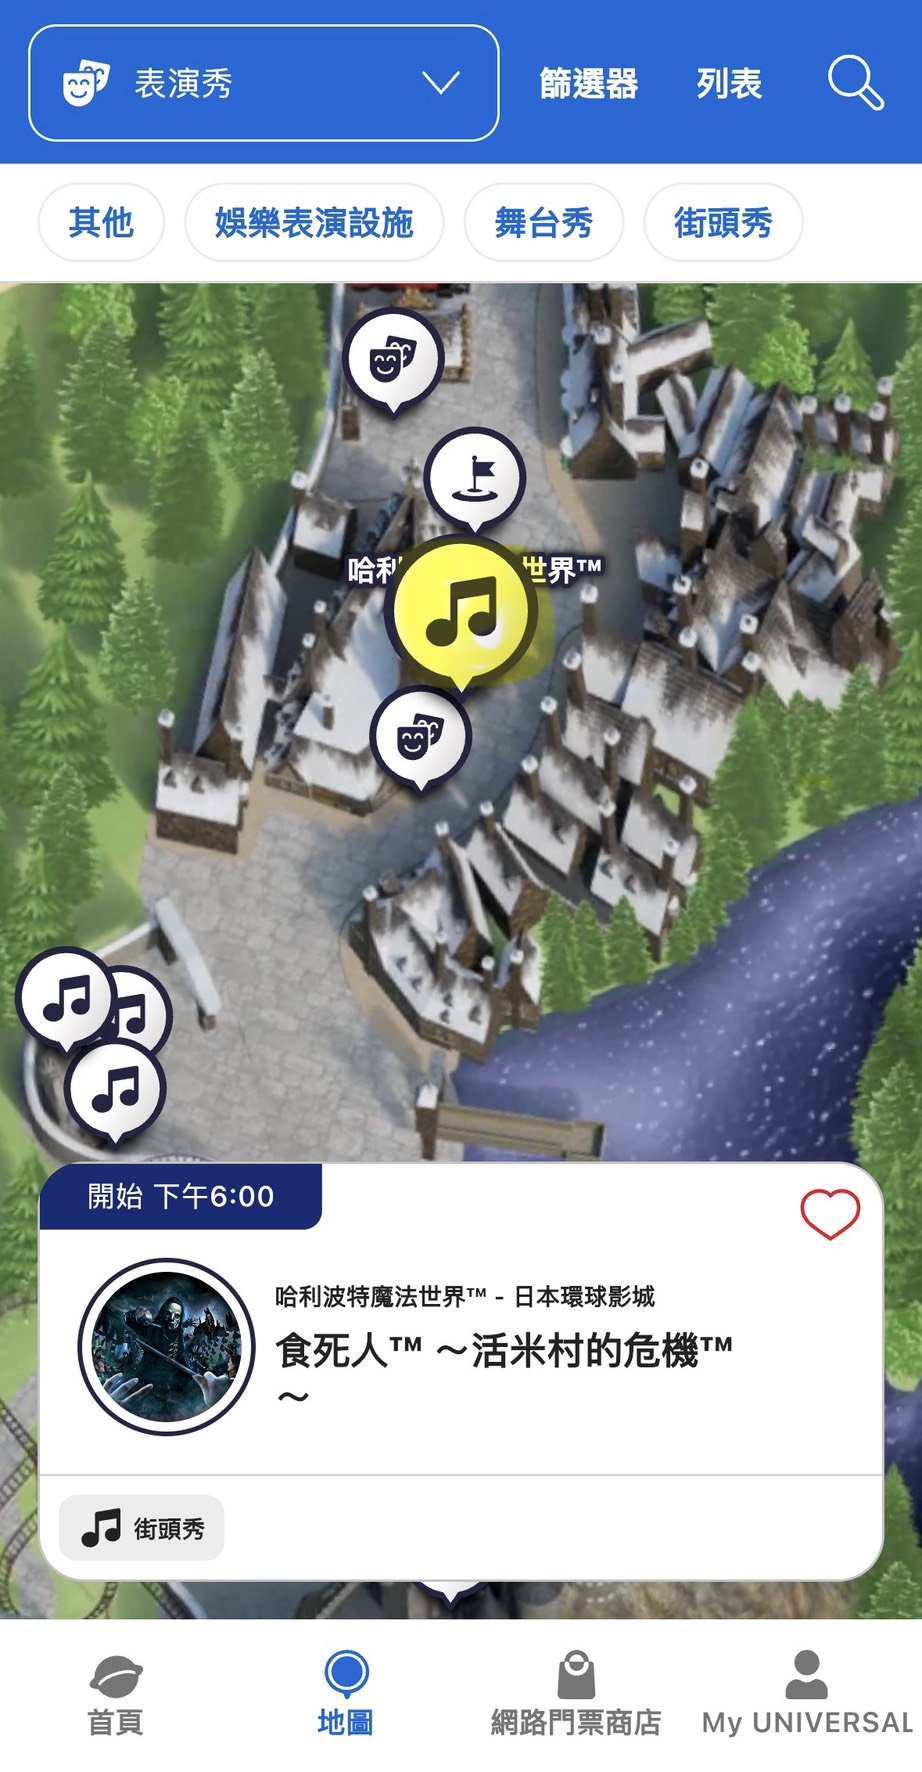 表演秀
篩選器
列表
其他
娛樂表演設施
舞台秀
街頭秀
哈利 世界™
開始 下午6:00
哈利波特魔法世界™ - 日本環球影城
食死人™ ～活米村的危機™
～
街頭秀
首頁
地圖
網路門票商店
My UNIVERSAL